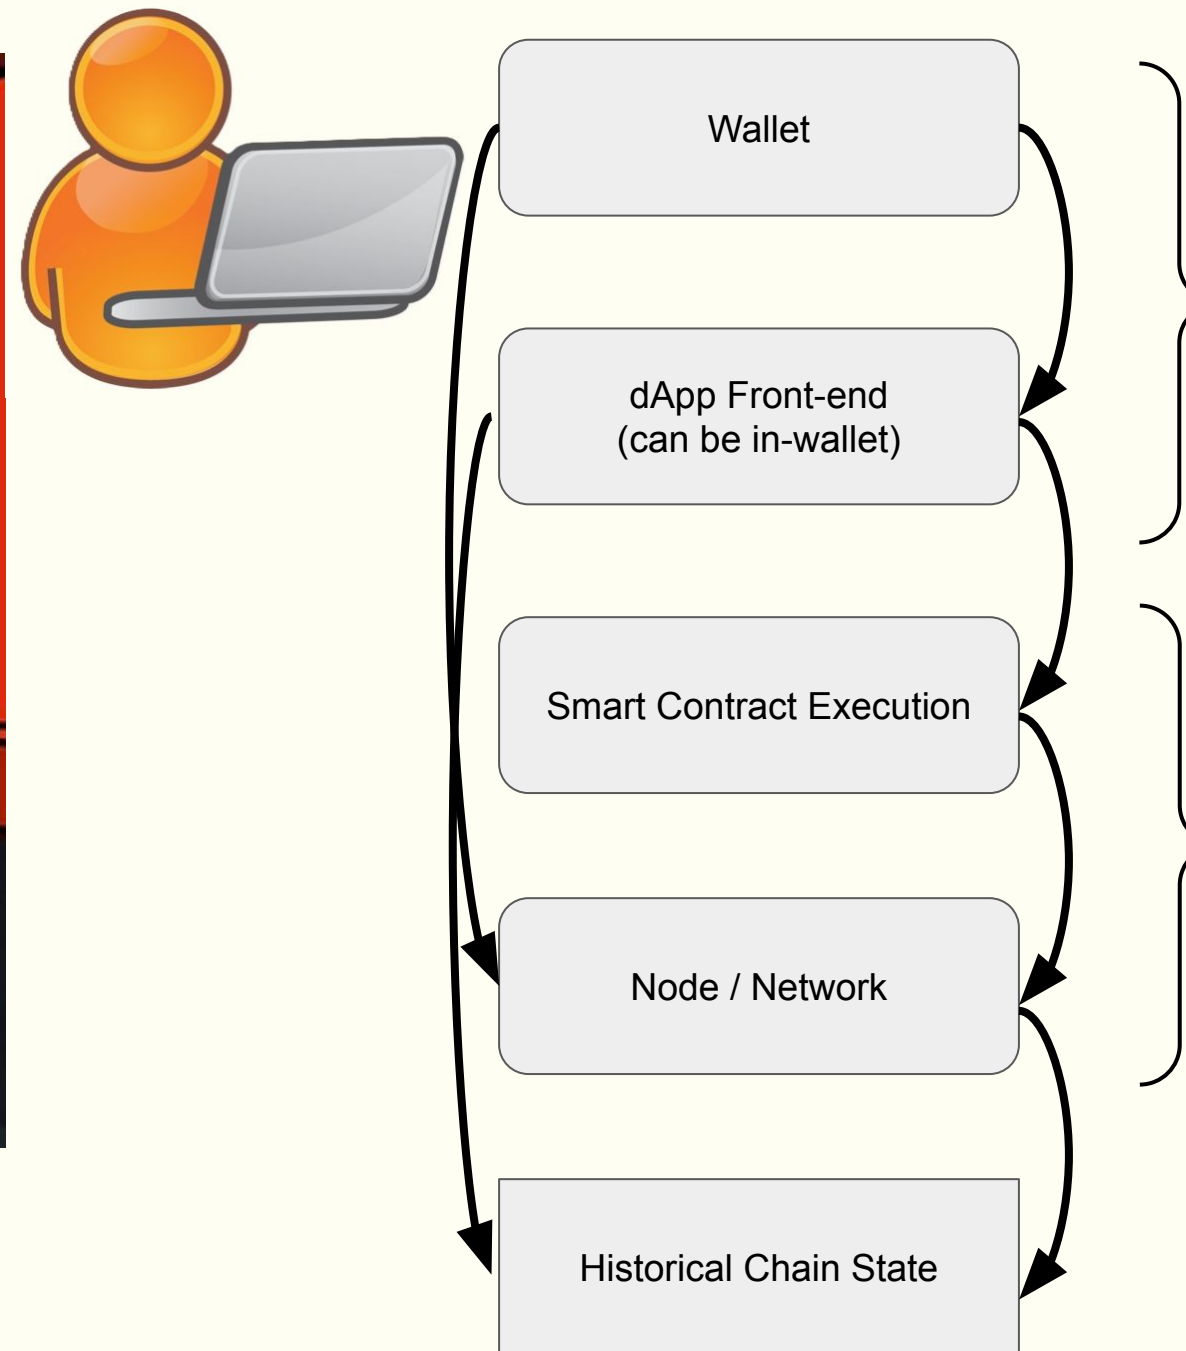 Wallet
dApp Front-end
(can be in-wallet)
Smart Contract Execution
Node / Network
Historical Chain State